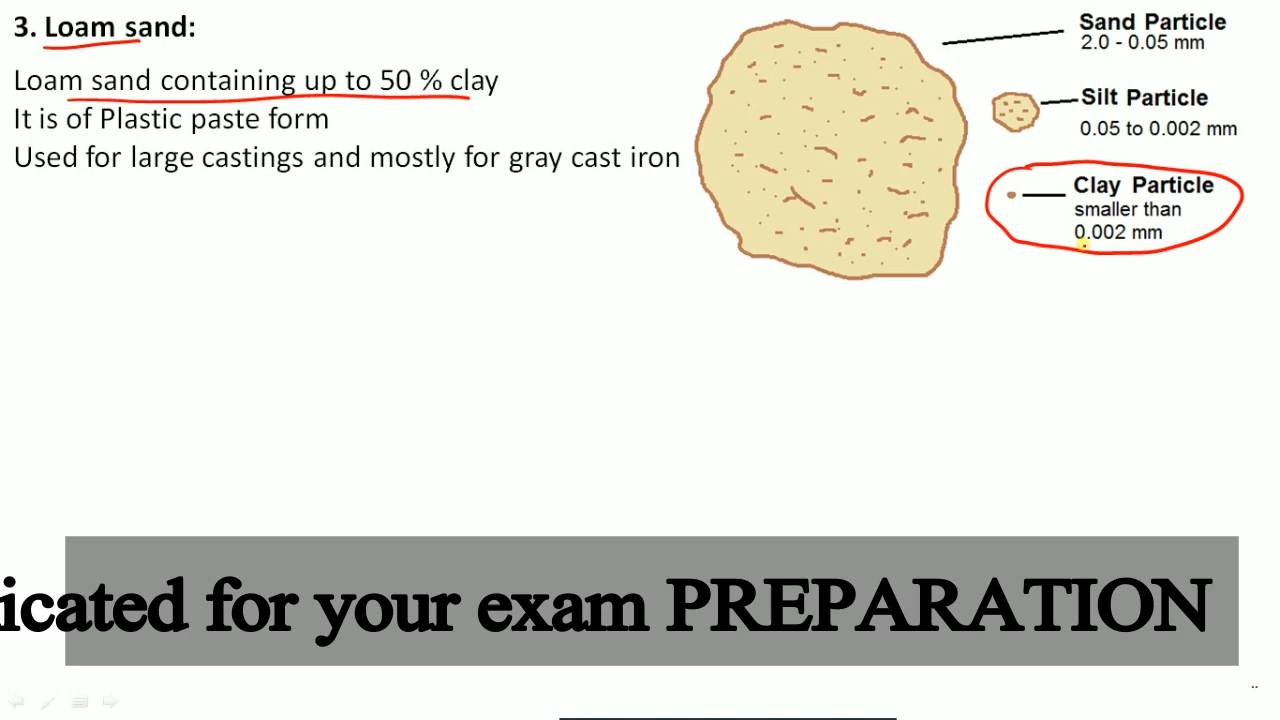 3. Loam sand:
Loam sand containing up to 50 % clay
It is of Plastic paste form
Used for large castings and mostly for gray cast iron
Sand Particle
2.0 - 0.05 mm
Silt Particle
0.05 to 0.002 mm
Clay Particle
smaller than
0.002 mm
icated for your exam PREPARATION